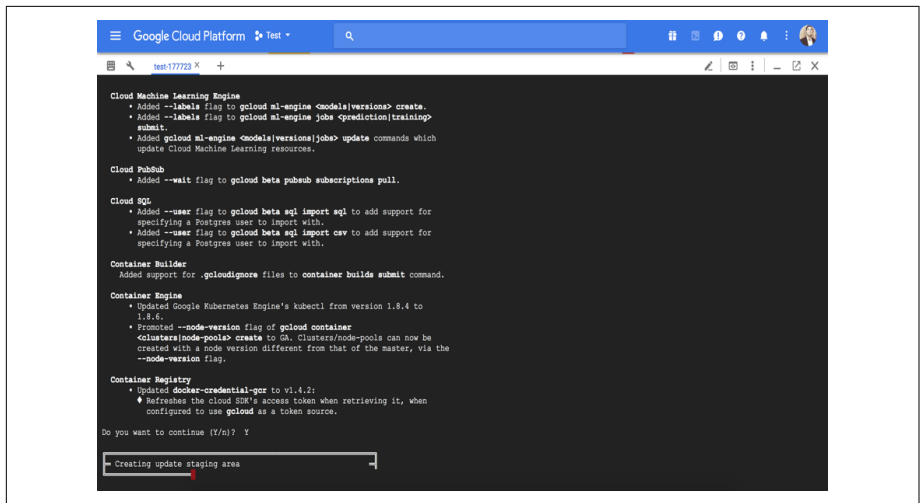 Google Cloud Platform Test
test-177723 × +
Cloud Machine Learning Engine
• Added --labels flag to gcloud ml-engine <models|versions> create.
• Added --labels flag to gcloud ml-engine jobs <prediction|training>
submit.
• Added gcloud ml-engine <models|versions|jobs> update commands which
update Cloud Machine Learning resources.
Cloud PubSub
• Added --wait flag to gcloud beta pubsub subscriptions pull.
Cloud SQL
• Added --user flag to gcloud beta sql import sql to add support for
specifying a Postgres user to import with.
• Added --user flag to gcloud beta sql import csv to add support for
specifying a Postgres user to import with.
Container Builder
Added support for .gcloudignore files to container builds submit command.
Container Engine
• Updated Google Kubernetes Engine's kubectl from version 1.8.4 to
1.8.6.
• Promoted --node-version flag of gcloud container
<clusters|node-pools> create to GA. Clusters/node-pools can now be
created with a node version different from that of the master, via the
--node-version flag.
Container Registry
• Updated docker-credential-gcr to v1.4.2:
♦ Refreshes the cloud SDK's access token when retrieving it, when
configured to use gcloud as a token source.
Do you want to continue (Y/n)? Y
Creating update staging area